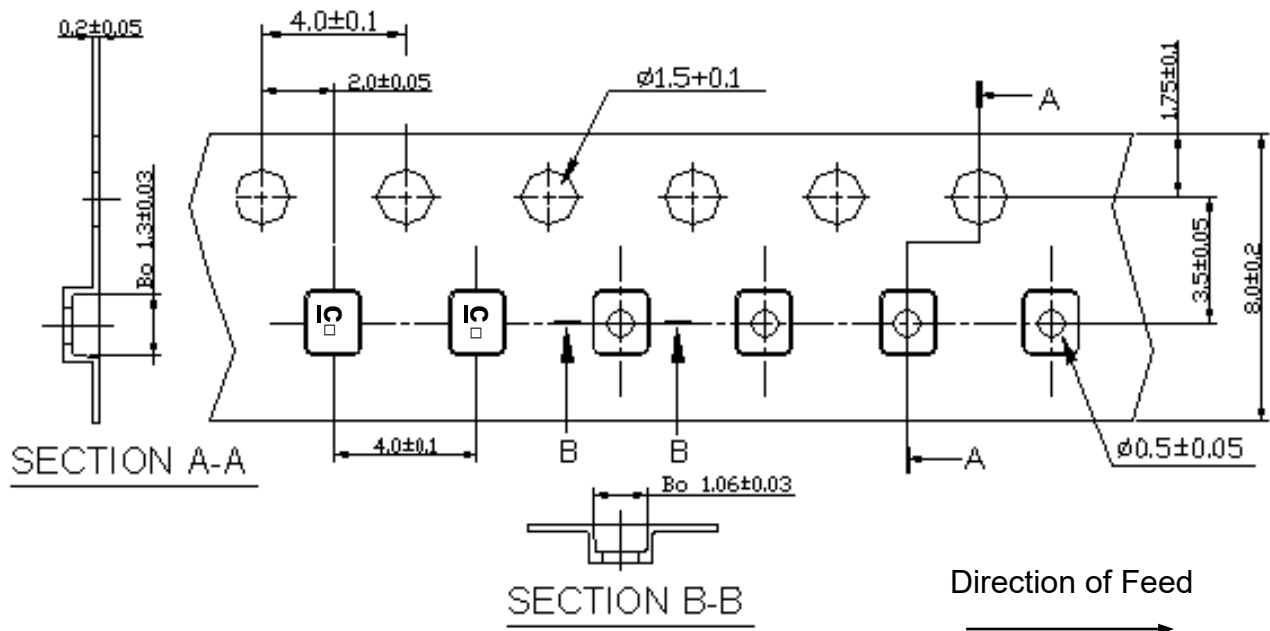 0.2±0.05
4.0±0.1
2.0±0.05
Ø1.5+0.1
A
1.75±0.1
Bo 1.3±0.03
3.5±0.05
8.0±0.2
CI
CI
4.0±0.1
B
B
A
Ø0.5±0.05
SECTION A-A
Bo 1.06±0.03
SECTION B-B
Direction of Feed